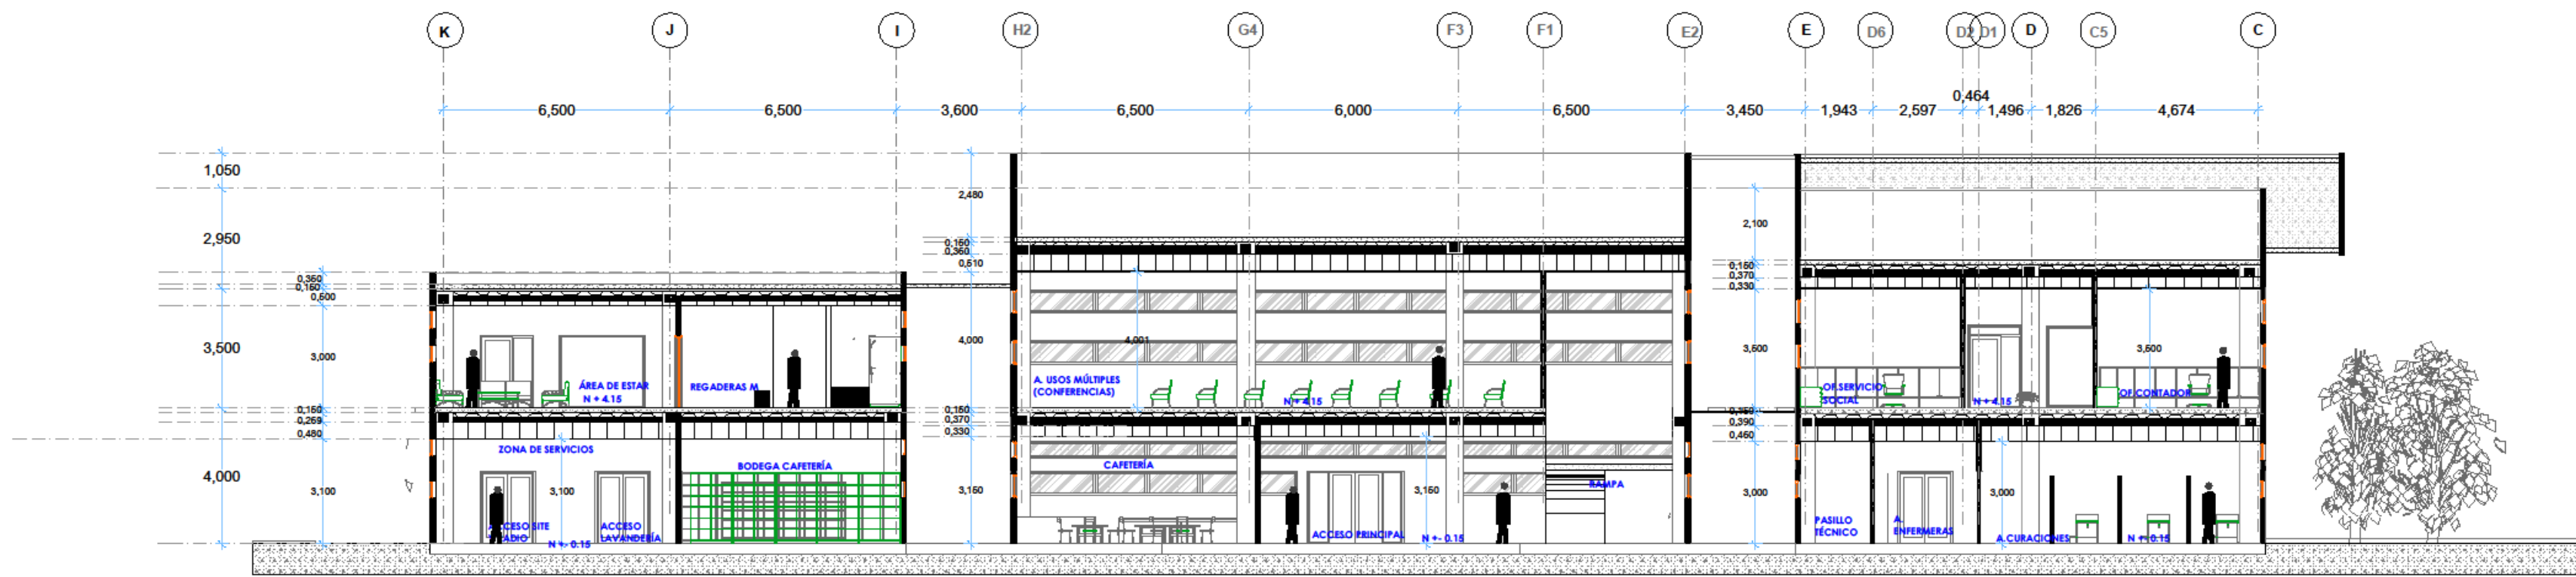 K J I H2 G4 F3 F1 E2 E D6 D2 D1 D C5 C
6,500 6,500 3,600 6,500 6,000 6,500 3,450 1,943 2,597 0,464 1,496 1,826 4,674
1,050
2,950
3,500
4,000
0,350
0,150
0,500
3,000
0,150
0,269
0,480
3,100
ÁREA DE ESTAR
N + 4.15
REGADERAS M
ZONA DE SERVICIOS
BODEGA CAFETERÍA
3,100
ACCESO SITE
ACCESO
LAVANDERÍA
N +- 0.15
2,480
0,150
0,360
0,510
4,000
0,150
0,370
0,330
3,150
4,001
A. USOS MÚLTIPLES
(CONFERENCIAS)
N + 4.15
CAFETERÍA
RAMPA
3,150
ACCESO PRINCIPAL
N +- 0.15
2,100
0,150
0,370
0,330
3,600
0,390
0,460
3,000
OF.SERVICIO
SOCIAL
N + 4.15
OF.CONTADOR
PASILLO
TÉCNICO
A.
ENFERMERAS
3,000
A.CURACIONES
N +- 0.15